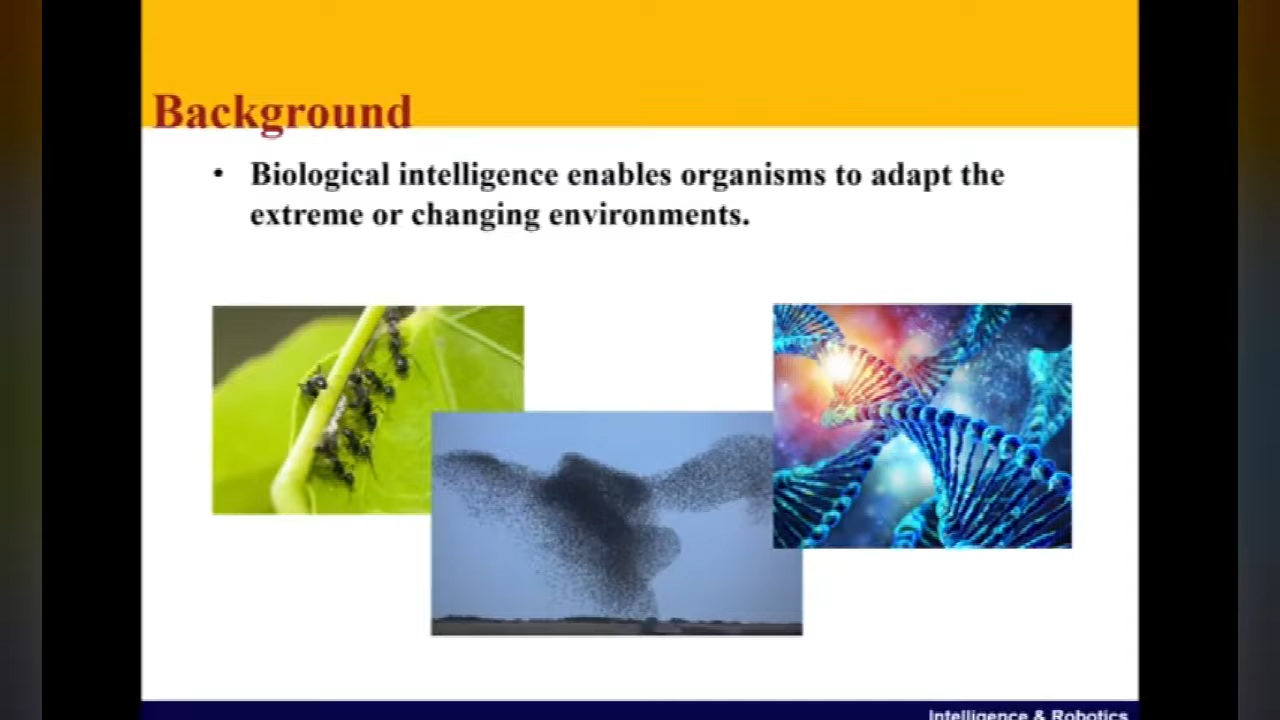 Background
• Biological intelligence enables organisms to adapt the
extreme or changing environments.
Intelligence & Robotics